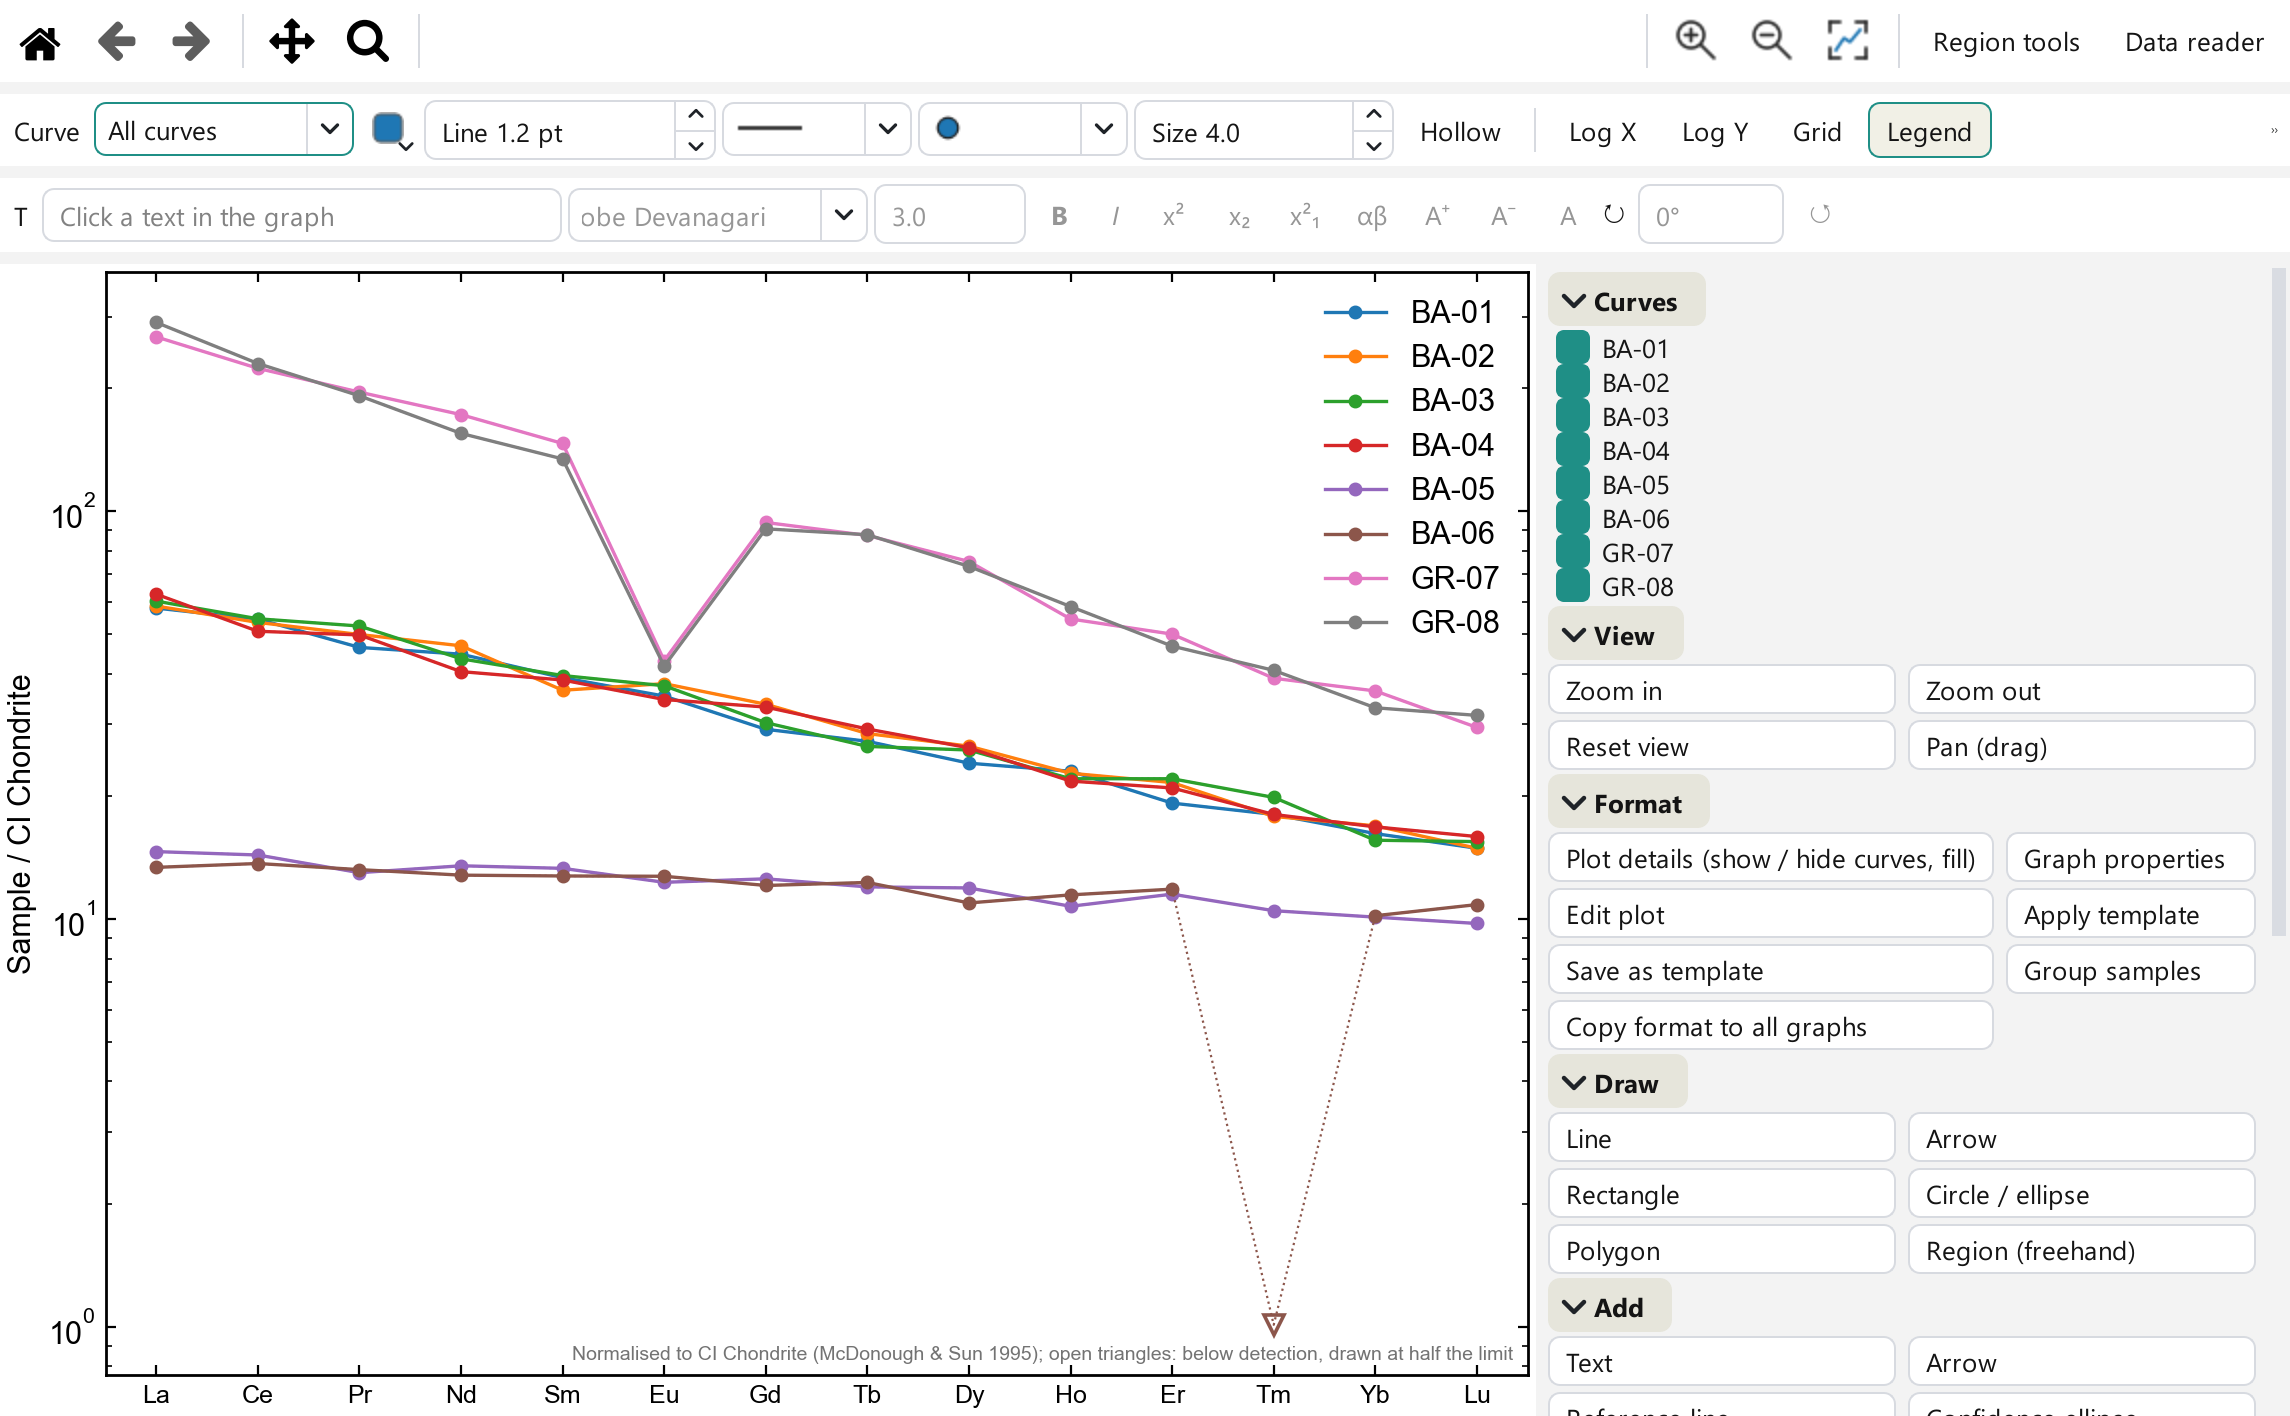 Region tools Data reader
Curve All curves Line 1.2 pt Size 4.0 Hollow Log X Log Y Grid Legend »
T Click a text in the graph obe Devanagari 3.0 B I x² x₂ x²₁ αβ A⁺ A⁻ A 0°
Sample / CI Chondrite
10²
10¹
10⁰
BA-01
BA-02
BA-03
BA-04
BA-05
BA-06
GR-07
GR-08
Normalised to CI Chondrite (McDonough & Sun 1995); open triangles: below detection, drawn at half the limit
La Ce Pr Nd Sm Eu Gd Tb Dy Ho Er Tm Yb Lu
Curves
BA-01
BA-02
BA-03
BA-04
BA-05
BA-06
GR-07
GR-08
View
Zoom in Zoom out
Reset view Pan (drag)
Format
Plot details (show / hide curves, fill) Graph properties
Edit plot Apply template
Save as template Group samples
Copy format to all graphs
Draw
Line Arrow
Rectangle Circle / ellipse
Polygon Region (freehand)
Add
Text Arrow
Reference line Confidence ellipse